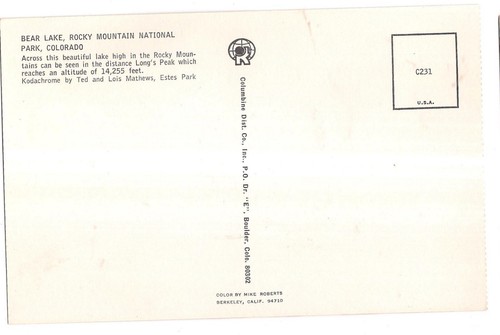 BEAR LAKE, ROCKY MOUNTAIN NATIONAL
PARK, COLORADO
Across this beautiful lake high in the Rocky Moun-
tains can be seen in the distance Long's Peak which
reaches an altitude of 14,255 feet.
Kodachrome by Ted and Lois Mathews, Estes Park
Columbine Dist. Co., Inc., P.O. Dr. "E", Boulder, Colo. 80302
C231
U.S.A.
COLOR BY MIKE ROBERTS
BERKELEY, CALIF. 94710